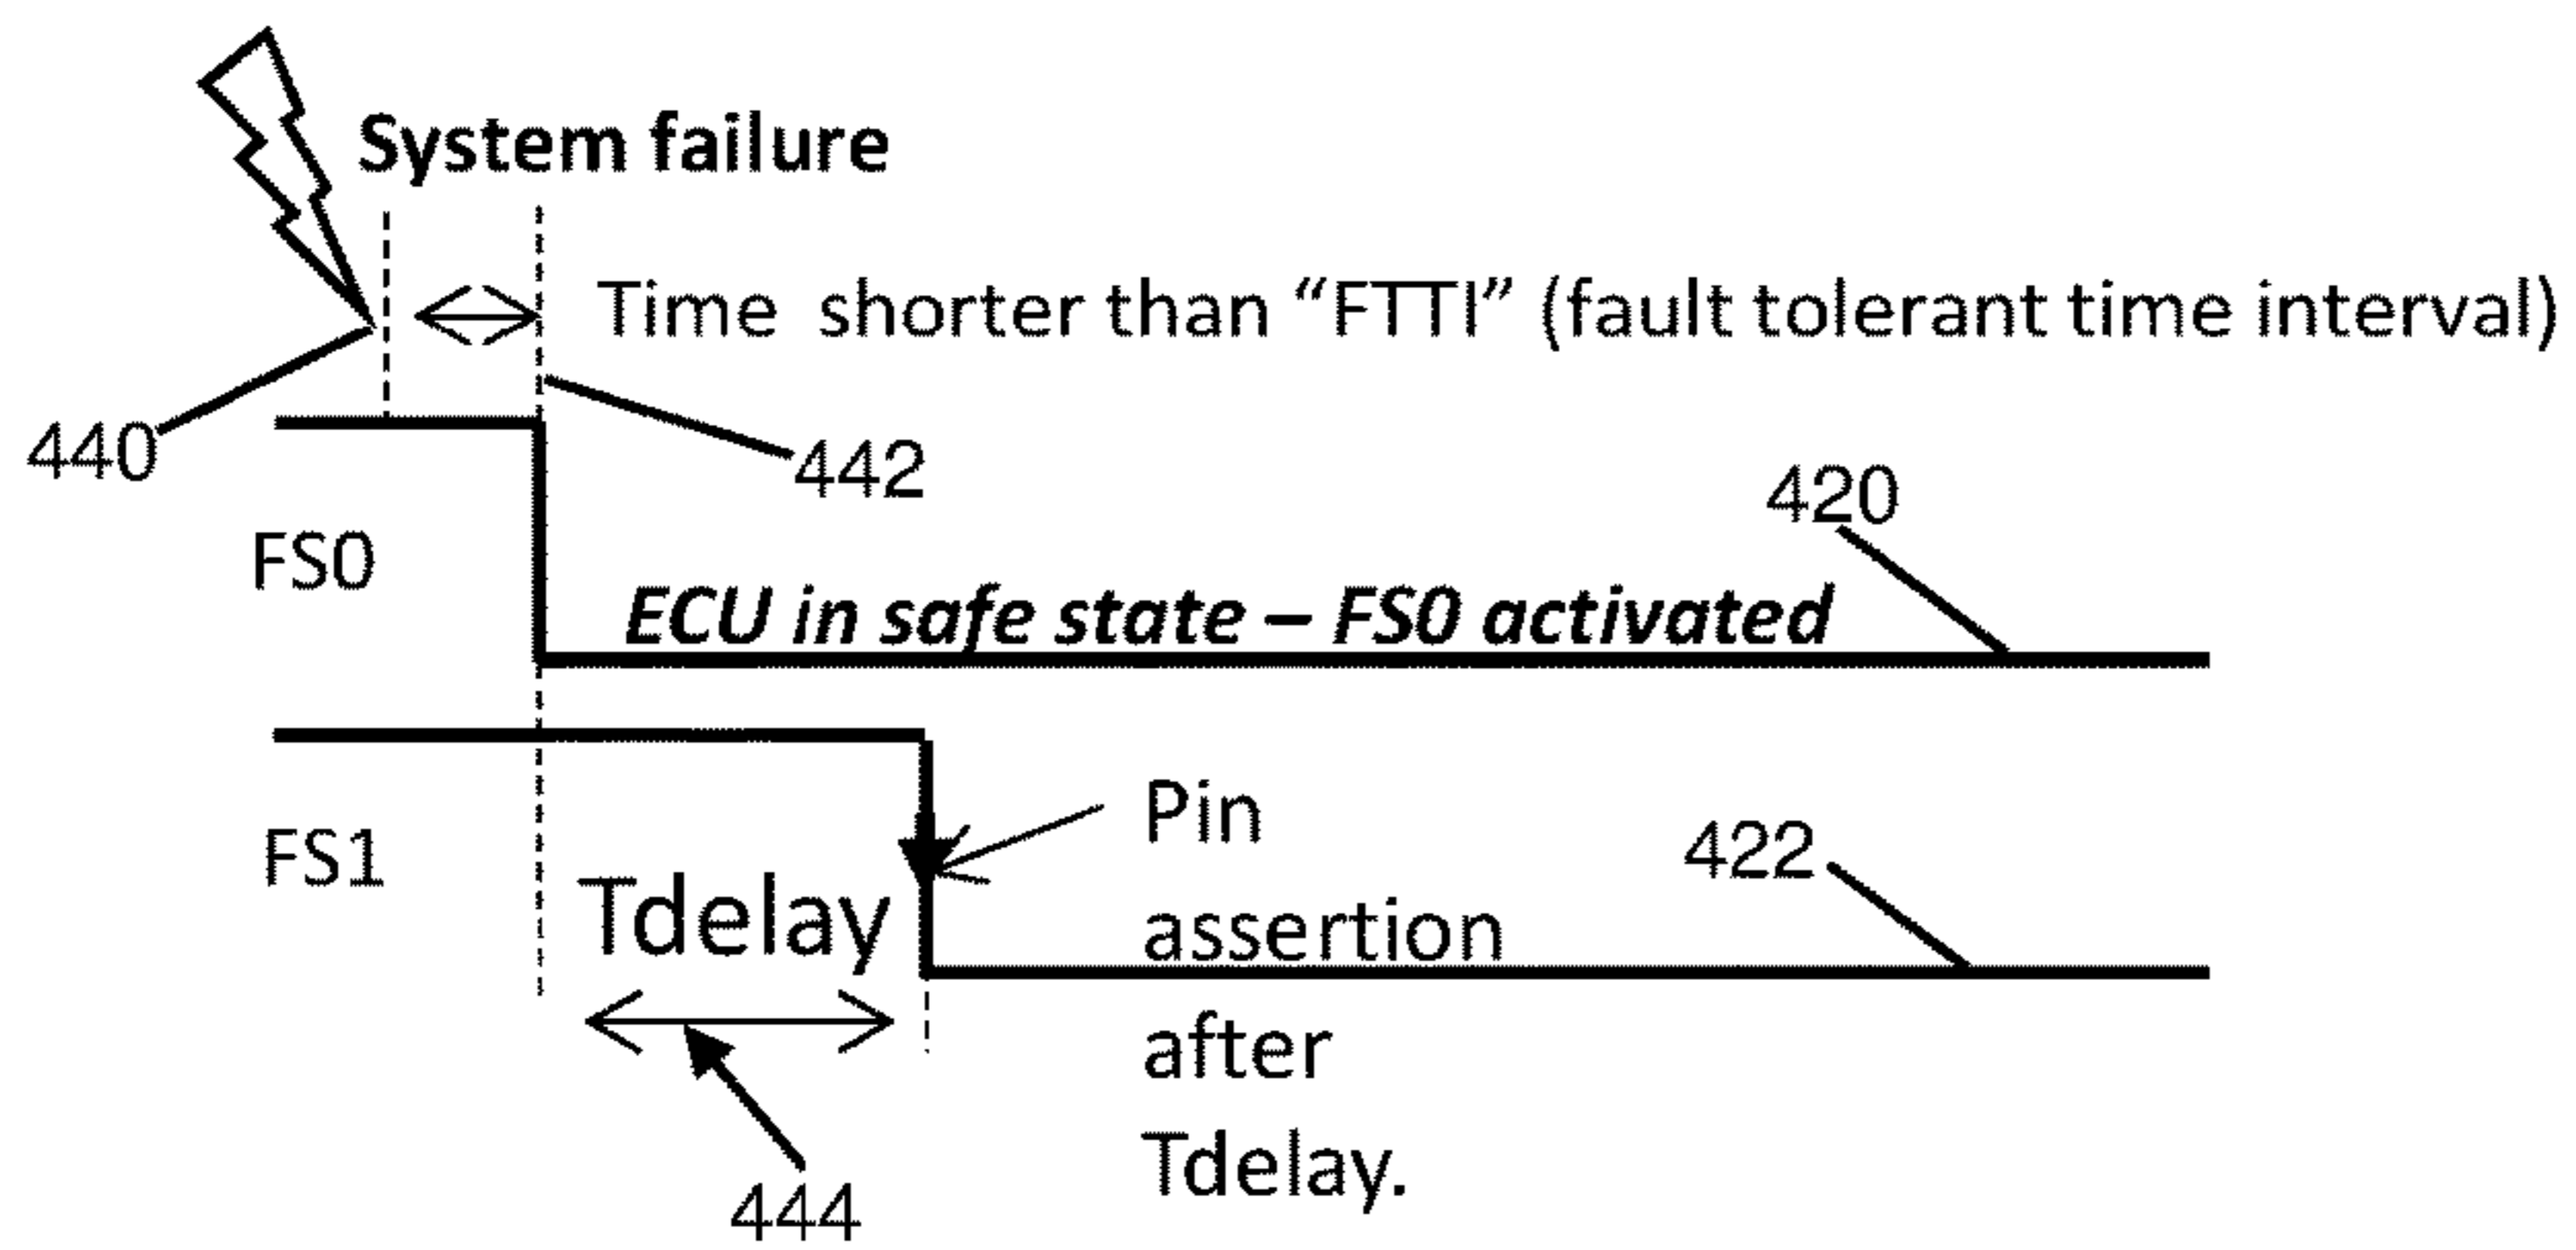 System failure
Time shorter than “FTTI” (fault tolerant time interval)
440
442
420
FS0
ECU in safe state – FS0 activated
FS1
Tdelay
422
Pin
assertion
after
Tdelay.
444